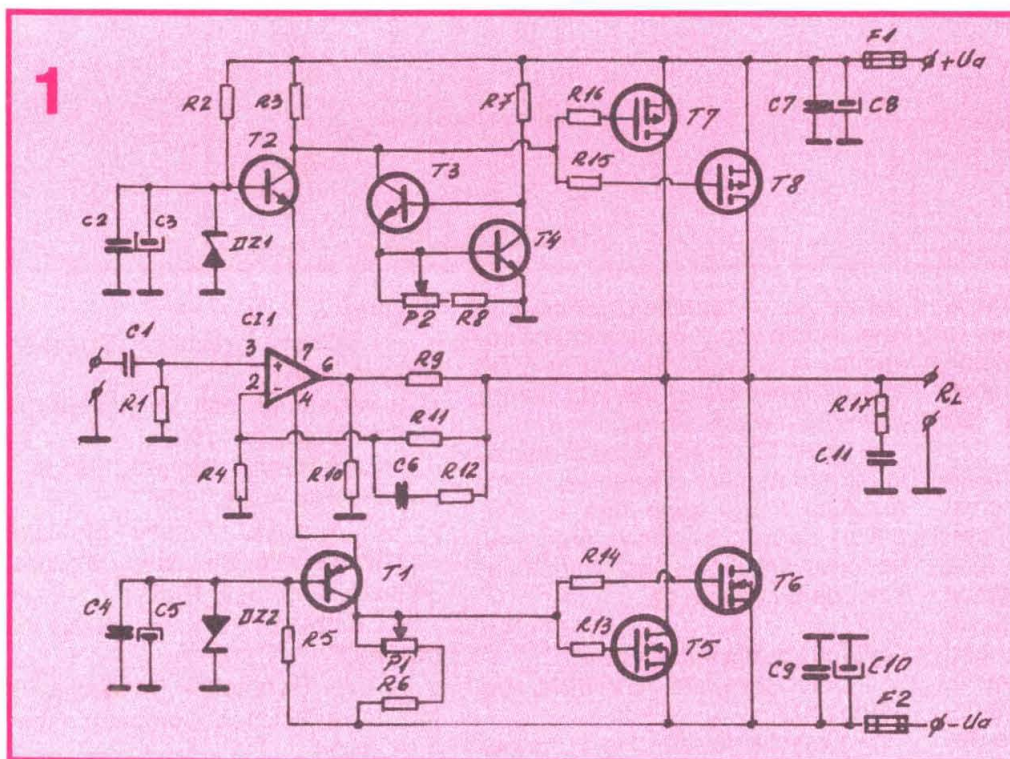 1
F1
+Ua
R2
R3
R7
R16
T7
C7
C8
T2
R15
T8
T3
C2
C3
DZ1
T4
P2
R8
C1
CI1
3
7
6
2
4
R9
R1
R11
RL
R17
R4
C6
R12
R10
C11
T1
R14
T6
C4
C5
DZ2
R5
P1
R13
T5
R6
C9
C10
F2
-Ua